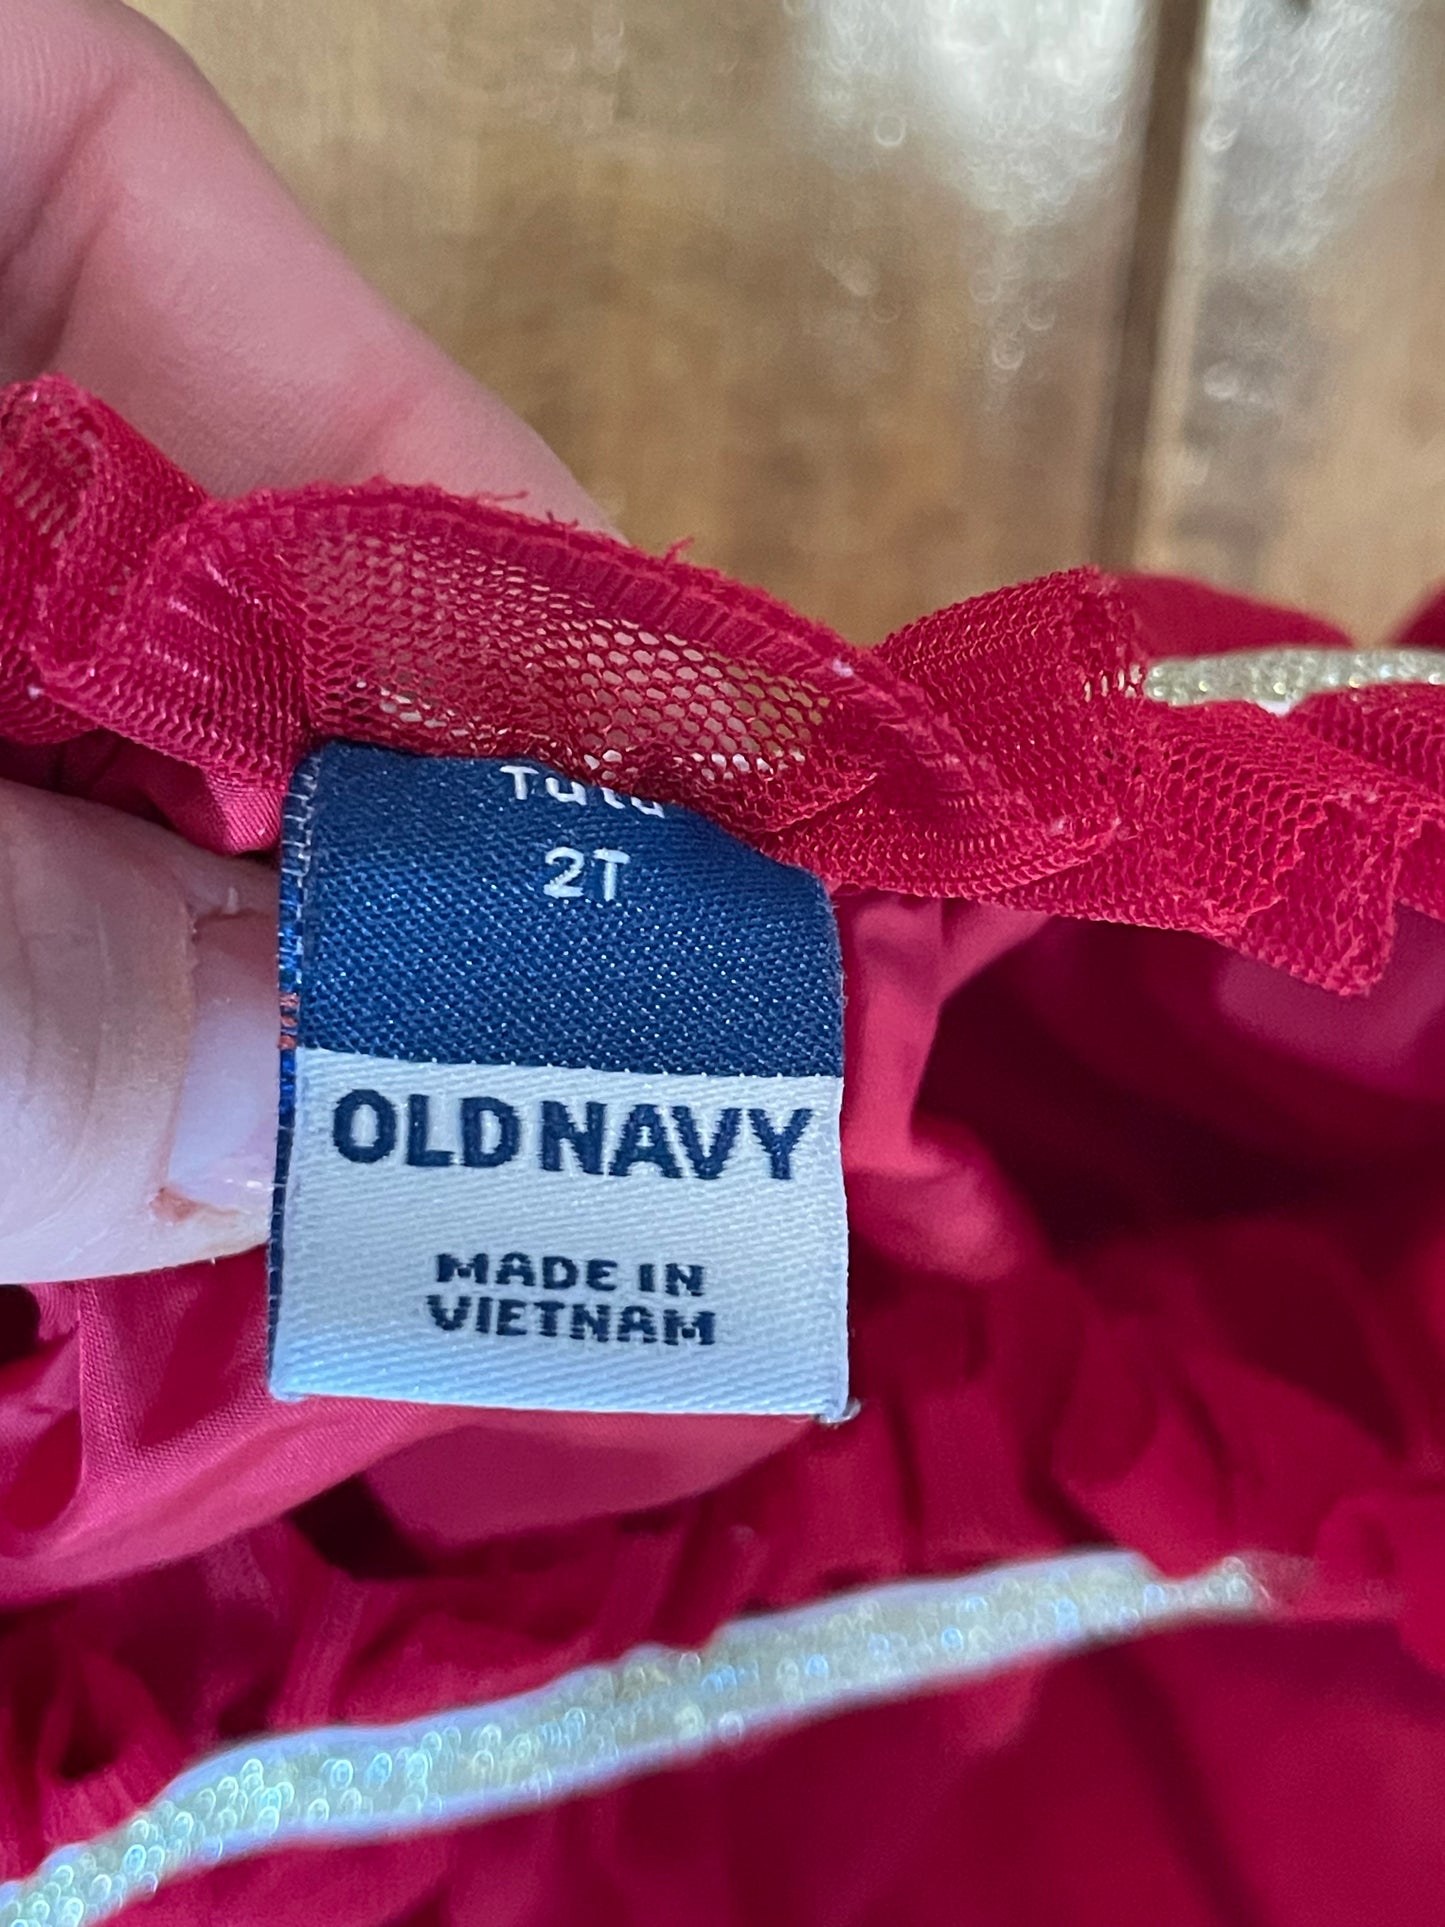 Tutu
2T
OLD NAVY
MADE IN
VIETNAM